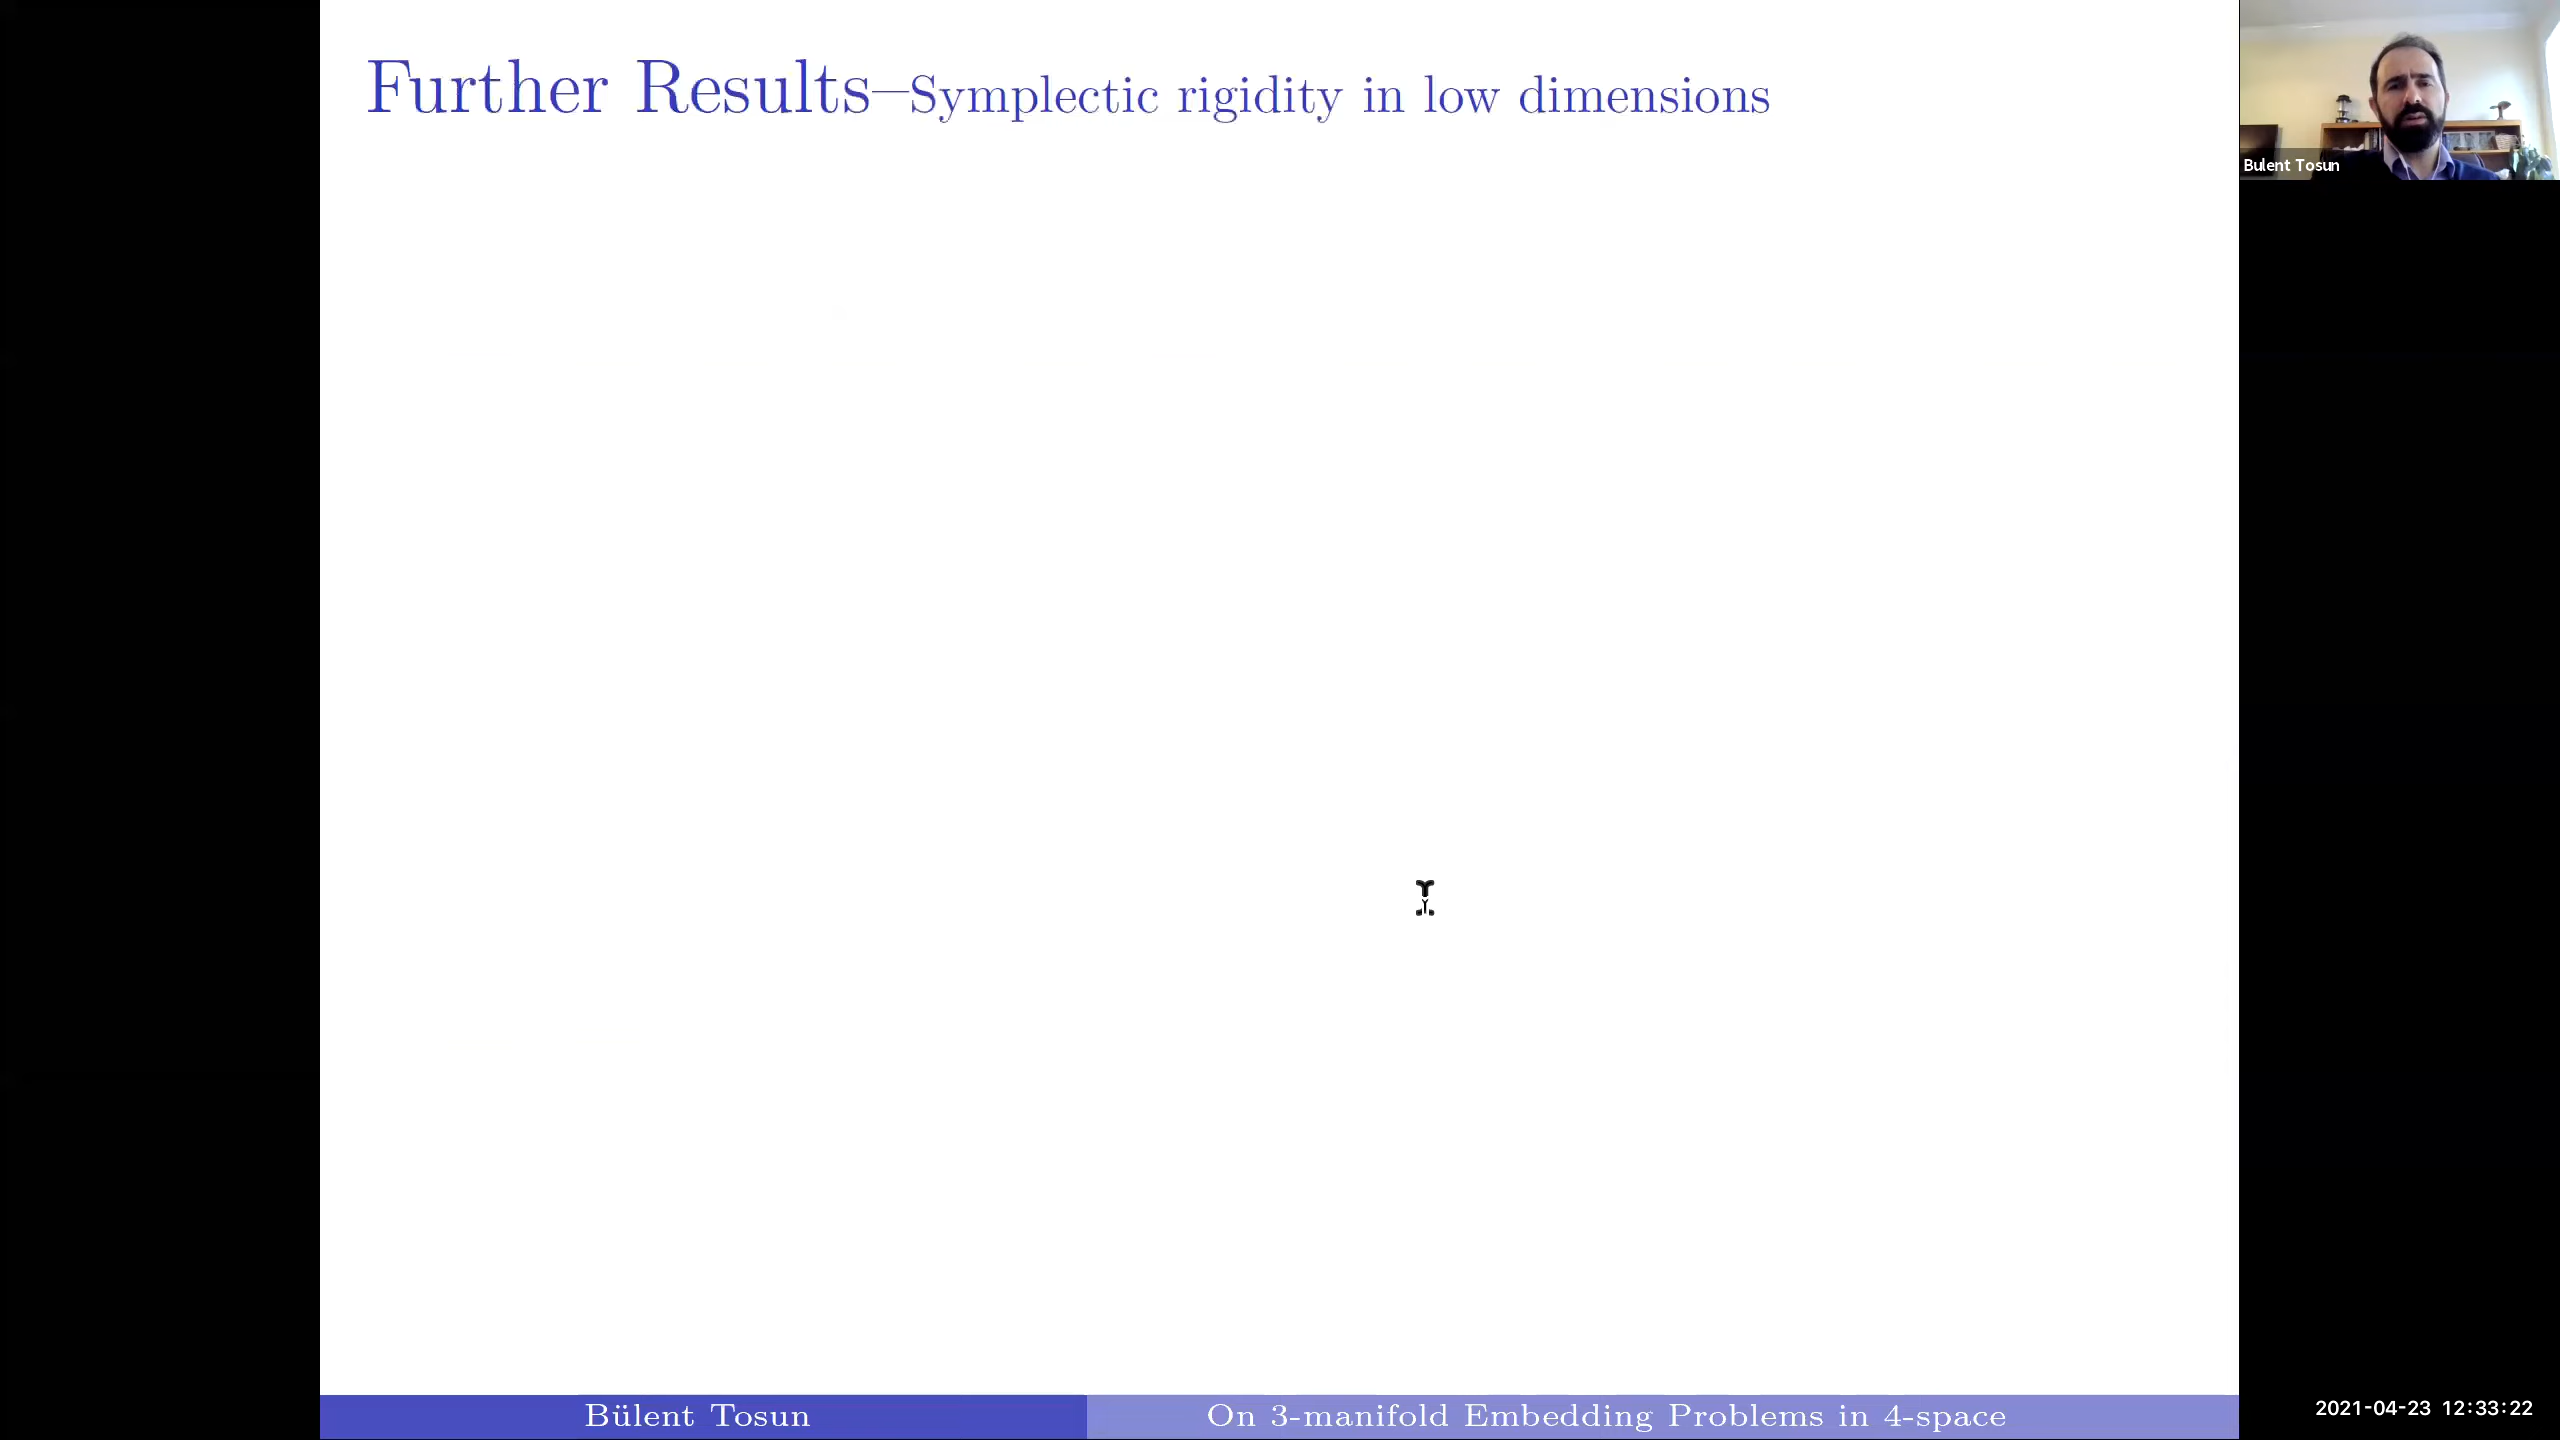 Further Results—Symplectic rigidity in low dimensions
Bulent Tosun
Bülent Tosun
On 3-manifold Embedding Problems in 4-space
2021-04-23 12:33:22